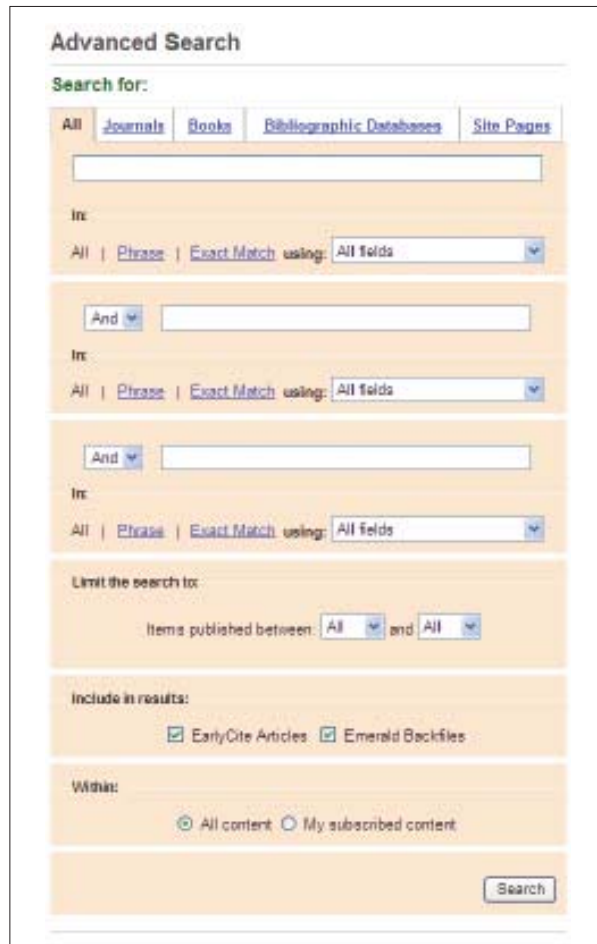 Advanced Search
Search for:
All Journals Books Bibliographic Databases Site Pages
In:
All | Phrase | Exact Match using: All fields
And
In:
All | Phrase | Exact Match using: All fields
And
In:
All | Phrase | Exact Match using: All fields
Limit the search to:
Items published between: All and All
Include in results:
EarlyCite Articles Emerald Backfiles
Within:
All content My subscribed content
Search